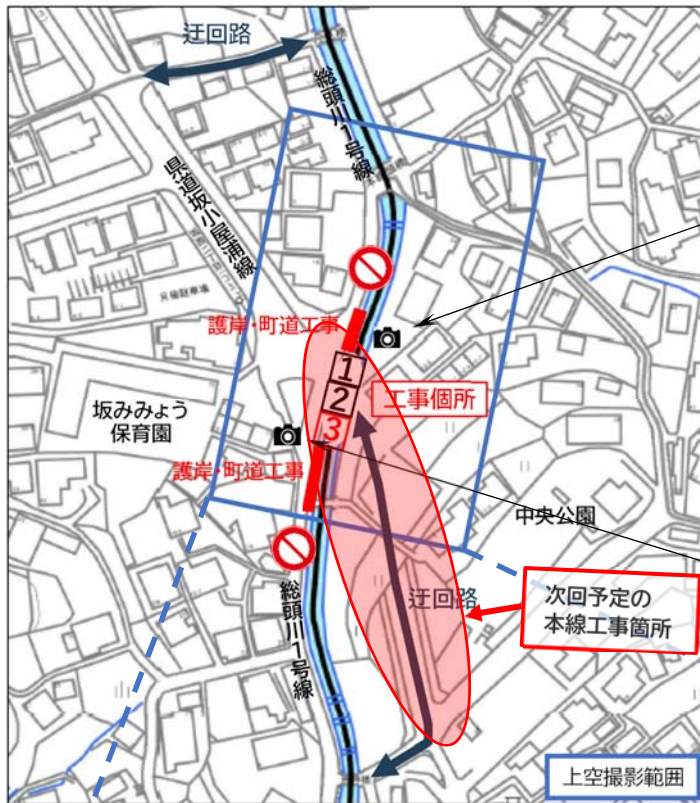 迂回路
総頭川1号線
県道坂小屋浦線
護岸・町道工事
1
2
3
工事個所
坂みみょう
保育園
護岸・町道工事
中央公園
迂回路
次回予定の
本線工事箇所
総頭川1号線
上空撮影範囲